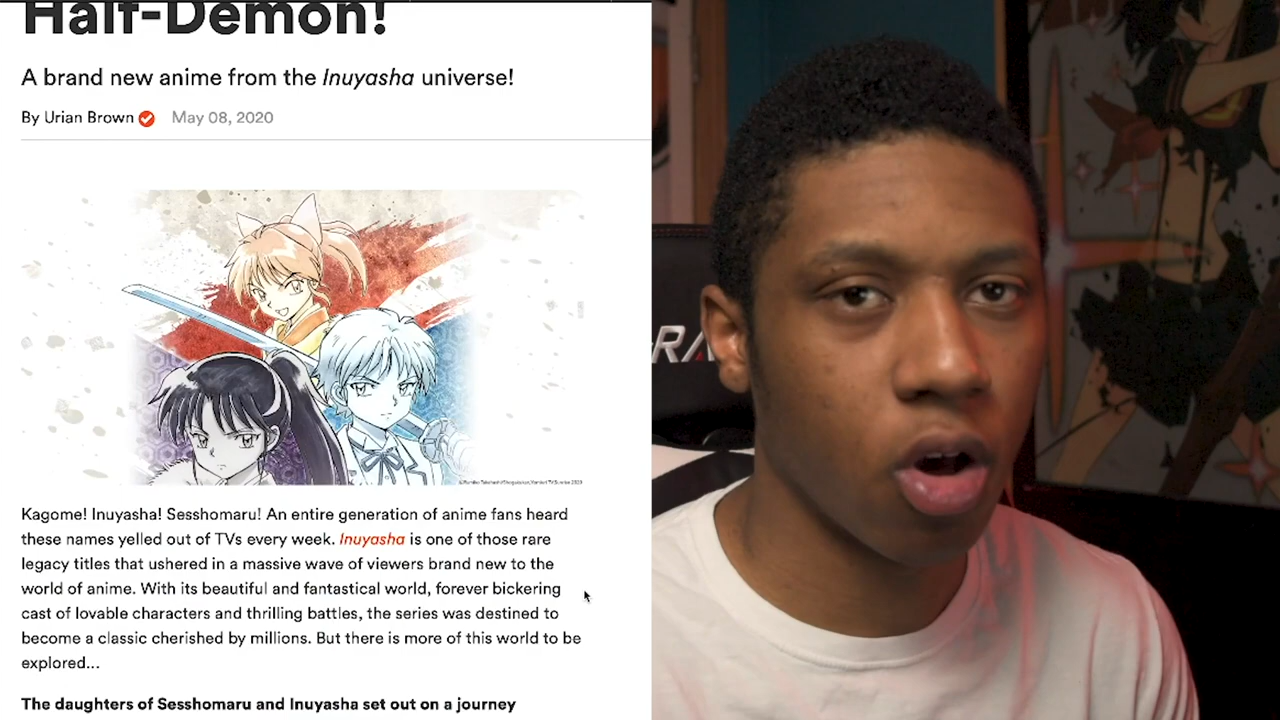 Half-Demon!
A brand new anime from the Inuyasha universe!
By Urian Brown May 08, 2020
Kagome! Inuyasha! Sesshomaru! An entire generation of anime fans heard
these names yelled out of TVs every week. Inuyasha is one of those rare
legacy titles that ushered in a massive wave of viewers brand new to the
world of anime. With its beautiful and fantastical world, forever bickering
cast of lovable characters and thrilling battles, the series was destined to
become a classic cherished by millions. But there is more of this world to be
explored...
The daughters of Sesshomaru and Inuyasha set out on a journey